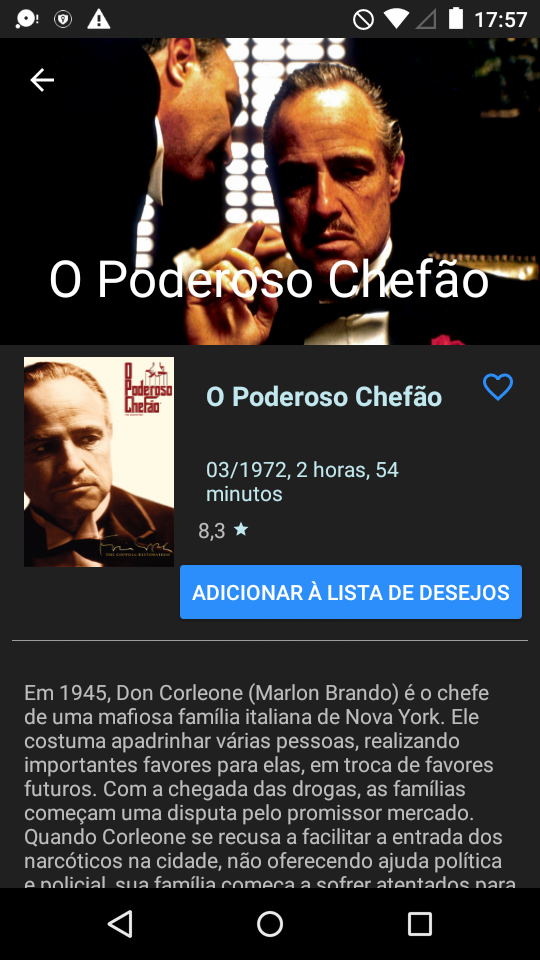 17:57
O Poderoso Chefão
O
Poderoso
Chefão
O Poderoso Chefão
03/1972, 2 horas, 54
minutos
8,3
ADICIONAR À LISTA DE DESEJOS
Em 1945, Don Corleone (Marlon Brando) é o chefe
de uma mafiosa família italiana de Nova York. Ele
costuma apadrinhar várias pessoas, realizando
importantes favores para elas, em troca de favores
futuros. Com a chegada das drogas, as famílias
começam uma disputa pelo promissor mercado.
Quando Corleone se recusa a facilitar a entrada dos
narcóticos na cidade, não oferecendo ajuda política
e policial, sua família começa a sofrer atentados para